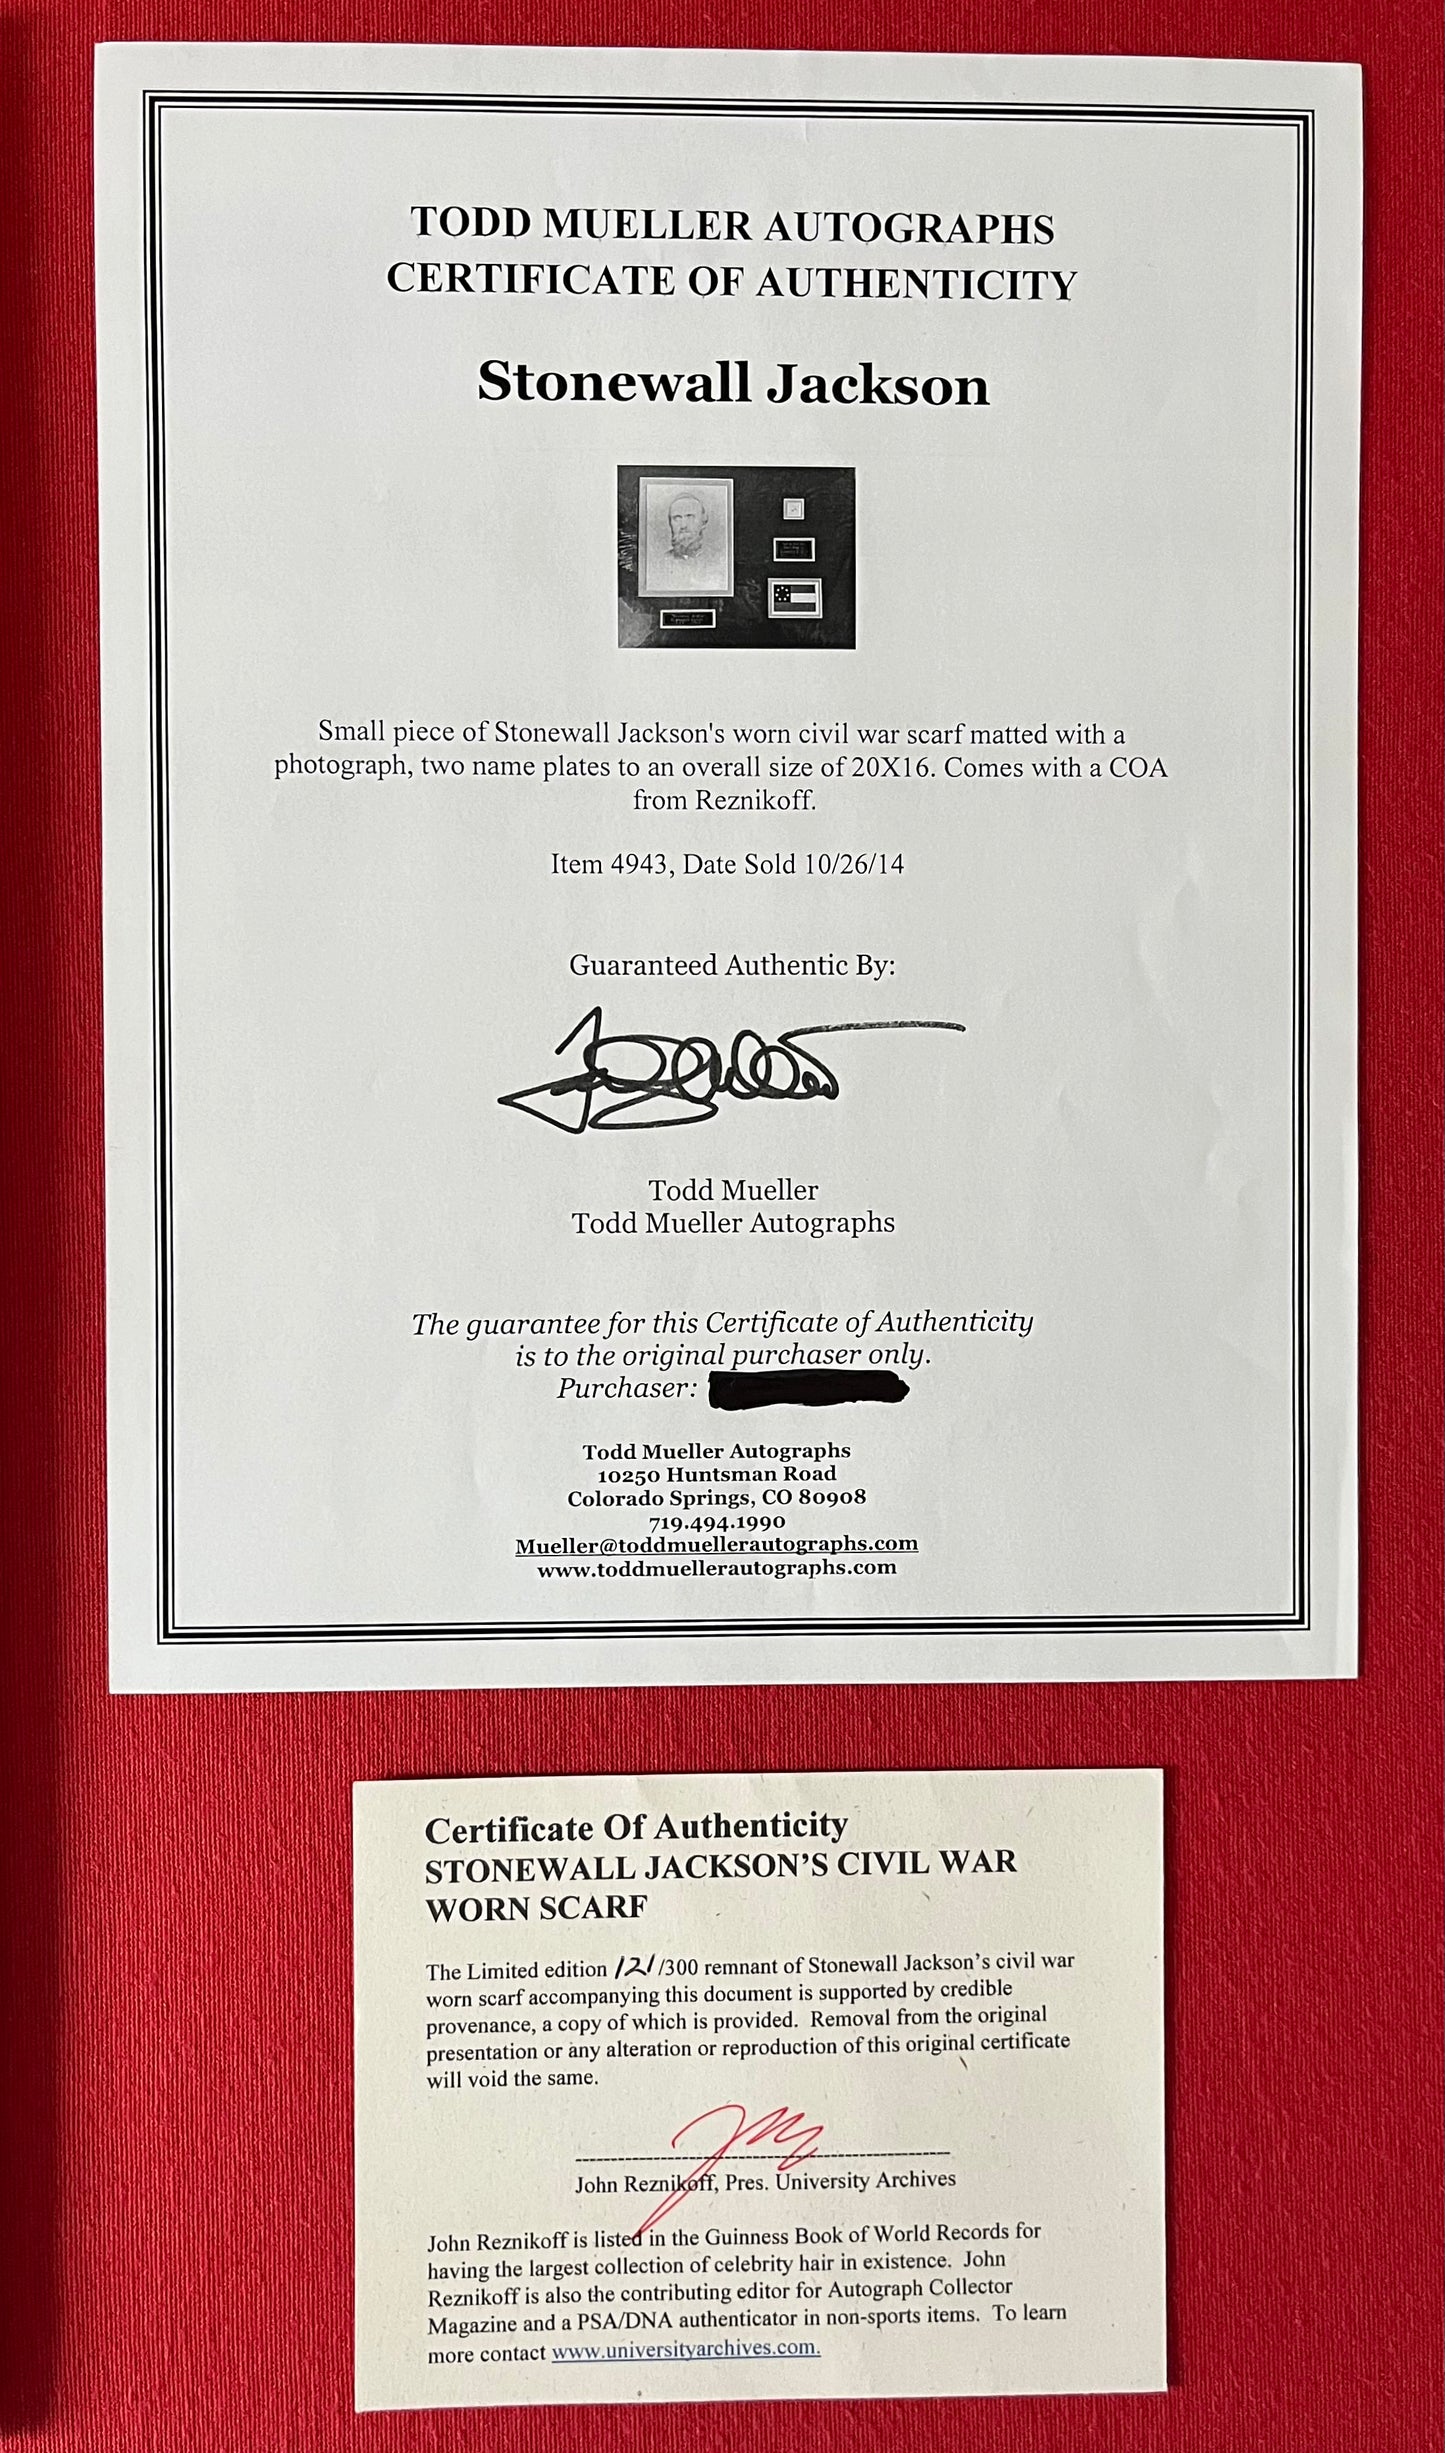 TODD MUELLER AUTOGRAPHS
CERTIFICATE OF AUTHENTICITY
Stonewall Jackson
Small piece of Stonewall Jackson's worn civil war scarf matted with a
photograph, two name plates to an overall size of 20X16. Comes with a COA
from Reznikoff.
Item 4943, Date Sold 10/26/14
Guaranteed Authentic By:
Todd Mueller
Todd Mueller Autographs
The guarantee for this Certificate of Authenticity
is to the original purchaser only.
Purchaser:
Todd Mueller Autographs
10250 Huntsman Road
Colorado Springs, CO 80908
719.494.1990
Mueller@toddmuellerautographs.com
www.toddmuellerautographs.com
Certificate Of Authenticity
STONEWALL JACKSON’S CIVIL WAR
WORN SCARF
The Limited edition 121/300 remnant of Stonewall Jackson’s civil war
worn scarf accompanying this document is supported by credible
provenance, a copy of which is provided. Removal from the original
presentation or any alteration or reproduction of this original certificate
will void the same.
John Reznikoff, Pres. University Archives
John Reznikoff is listed in the Guinness Book of World Records for
having the largest collection of celebrity hair in existence. John
Reznikoff is also the contributing editor for Autograph Collector
Magazine and a PSA/DNA authenticator in non-sports items. To learn
more contact www.universityarchives.com.